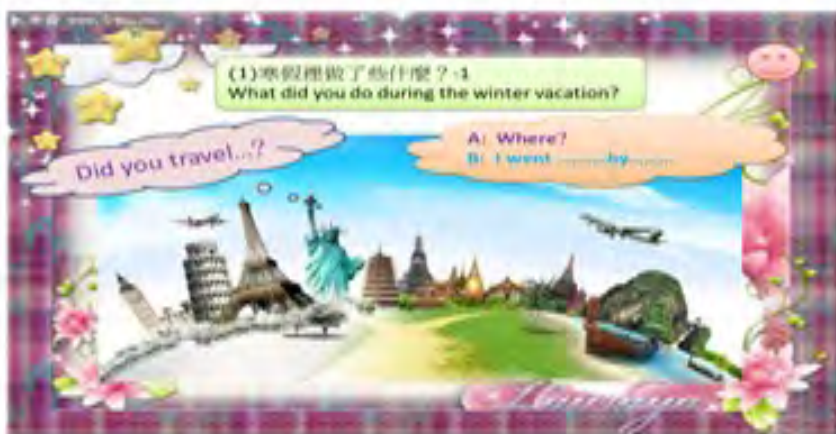 (1)寒假裡做了些什麼？-1
What did you do during the winter vacation?
Did you travel...?
A: Where?
B: I went ..........by........